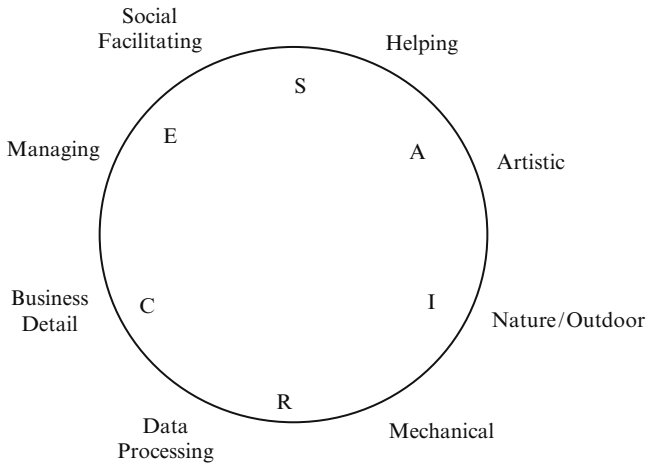 Social
Facilitating
Helping
S
E
A
Managing
Artistic
Business
Detail
C
I
Nature/Outdoor
R
Data
Processing
Mechanical